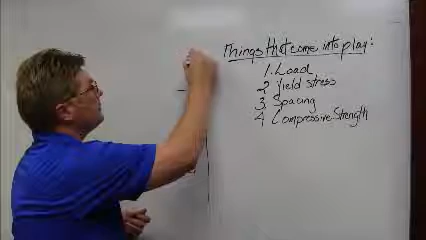 Things that come into play:
1. Load
2 Yield stress
3. Spacing
4 Compressive Strength